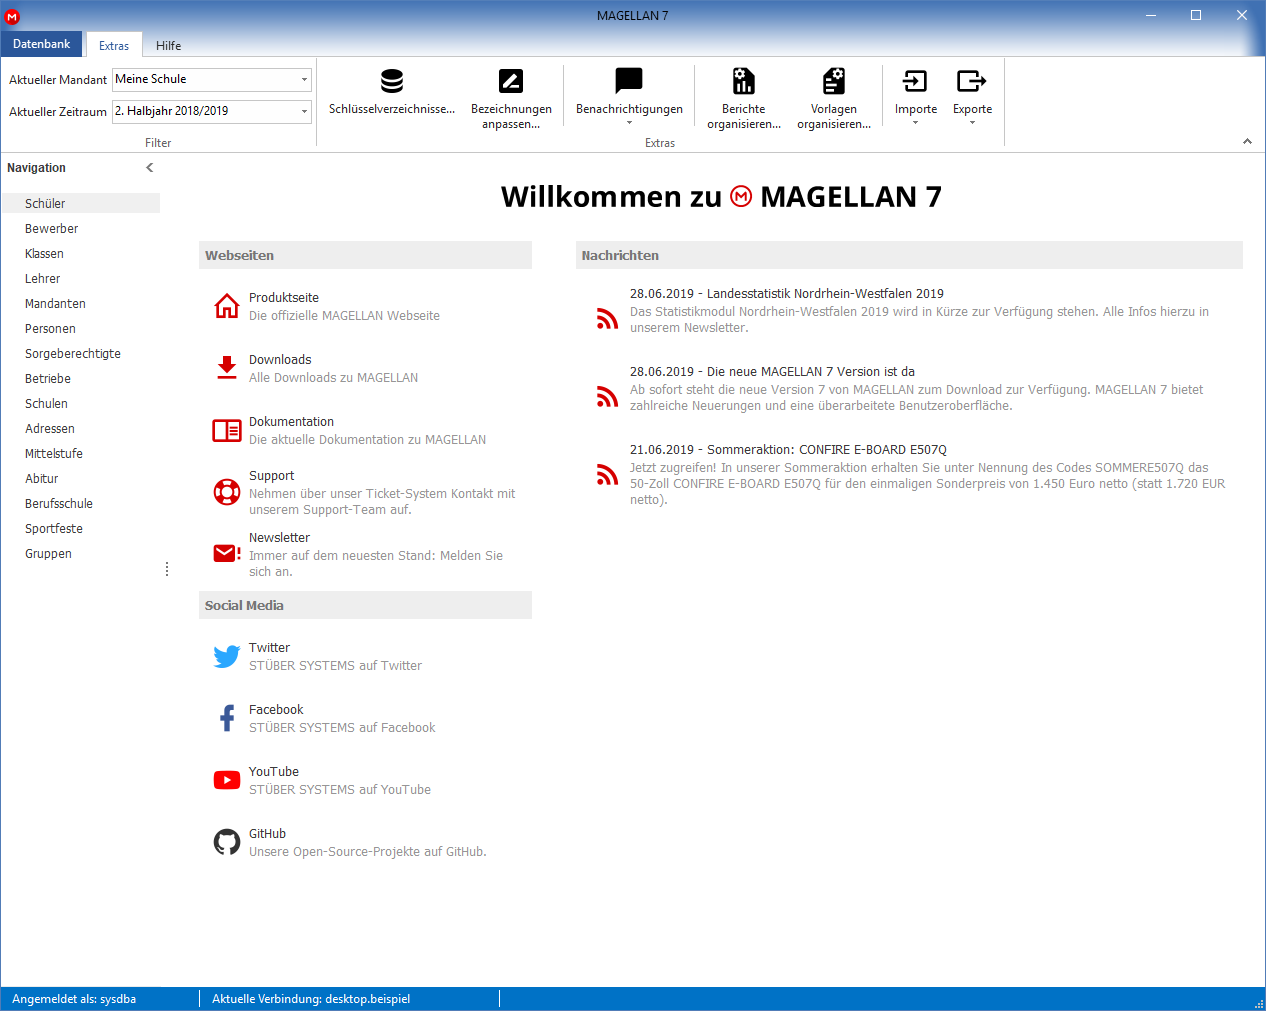 MAGELLAN 7
Datenbank Extras Hilfe
Aktueller Mandant Meine Schule
Aktueller Zeitraum 2. Halbjahr 2018/2019
Filter
Schlüsselverzeichnisse...
Bezeichnungen
anpassen...
Benachrichtigungen
Berichte
organisieren...
Vorlagen
organisieren...
Importe
Exporte
Extras
Navigation
Schüler
Bewerber
Klassen
Lehrer
Mandanten
Personen
Sorgeberechtigte
Betriebe
Schulen
Adressen
Mittelstufe
Abitur
Berufsschule
Sportfeste
Gruppen
Willkommen zu M MAGELLAN 7
Webseiten
Produktseite
Die offizielle MAGELLAN Webseite
Downloads
Alle Downloads zu MAGELLAN
Dokumentation
Die aktuelle Dokumentation zu MAGELLAN
Support
Nehmen über unser Ticket-System Kontakt mit
unserem Support-Team auf.
Newsletter
Immer auf dem neuesten Stand: Melden Sie
sich an.
Social Media
Twitter
STÜBER SYSTEMS auf Twitter
Facebook
STÜBER SYSTEMS auf Facebook
YouTube
STÜBER SYSTEMS auf YouTube
GitHub
Unsere Open-Source-Projekte auf GitHub.
Nachrichten
28.06.2019 - Landesstatistik Nordrhein-Westfalen 2019
Das Statistikmodul Nordrhein-Westfalen 2019 wird in Kürze zur Verfügung stehen. Alle Infos hierzu in
unserem Newsletter.
28.06.2019 - Die neue MAGELLAN 7 Version ist da
Ab sofort steht die neue Version 7 von MAGELLAN zum Download zur Verfügung. MAGELLAN 7 bietet
zahlreiche Neuerungen und eine überarbeitete Benutzeroberfläche.
21.06.2019 - Sommeraktion: CONFIRE E-BOARD E507Q
Jetzt zugreifen! In unserer Sommeraktion erhalten Sie unter Nennung des Codes SOMMERE507Q das
50-Zoll CONFIRE E-BOARD E507Q für den einmaligen Sonderpreis von 1.450 Euro netto (statt 1.720 EUR
netto).
Angemeldet als: sysdba
Aktuelle Verbindung: desktop.beispiel